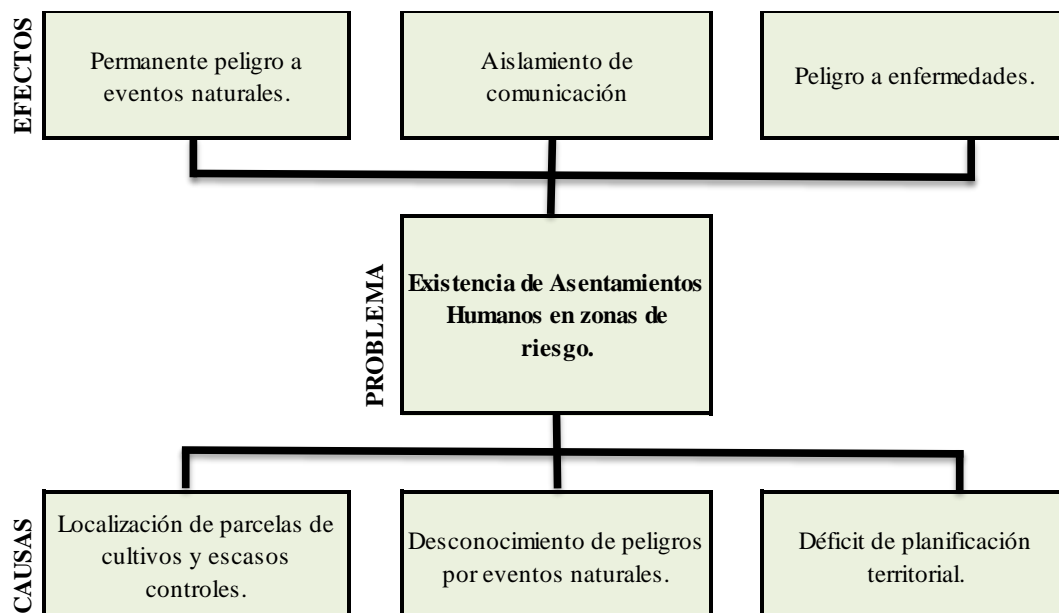 EFECTOS
Permanente peligro a
eventos naturales.
Aislamiento de
comunicación
Peligro a enfermedades.
PROBLEMA
Existencia de Asentamientos
Humanos en zonas de
riesgo.
CAUSAS
Localización de parcelas de
cultivos y escasos
controles.
Desconocimiento de peligros
por eventos naturales.
Déficit de planificación
territorial.